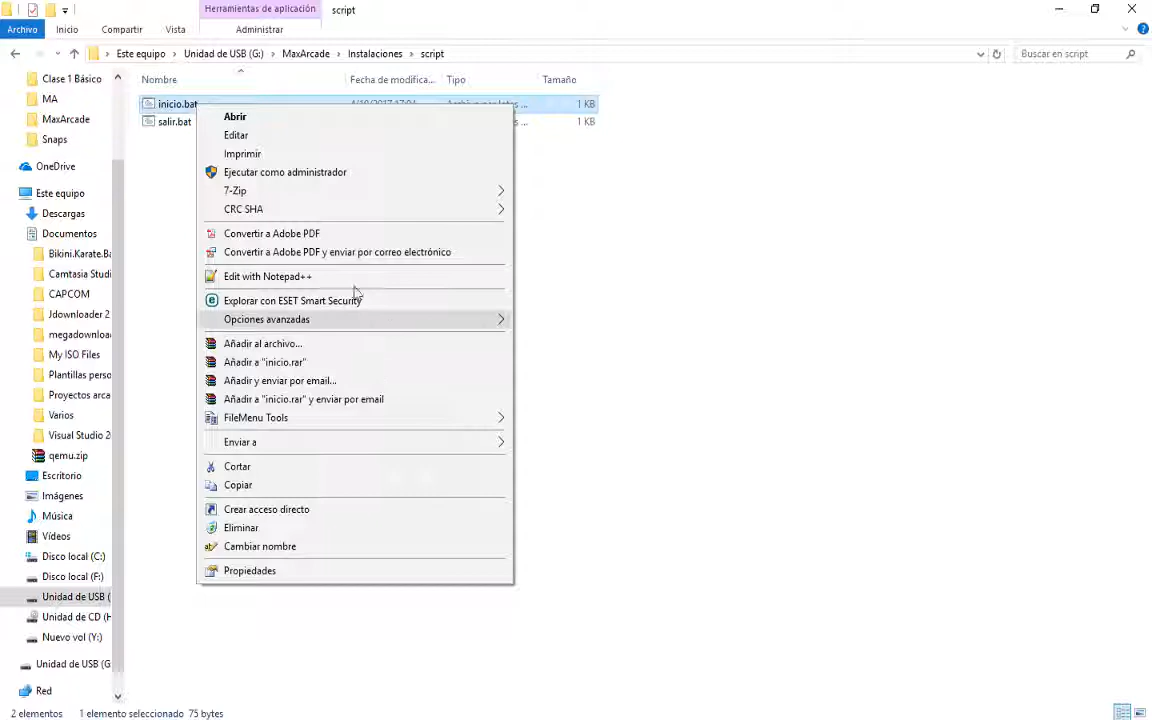 Herramientas de aplicación
script
Archivo
Inicio
Compartir
Vista
Administrar
Este equipo
Unidad de USB (G:)
MaxArcade
Instalaciones
script
Buscar en script
Nombre
Fecha de modifica...
Tipo
Tamaño
inicio.bat
1 KB
salir.bat
1 KB
Clase 1 Básico
MA
MaxArcade
Snaps
OneDrive
Este equipo
Descargas
Documentos
Bikini.Karate.Ba
Camtasia Studi
CAPCOM
Jdownloader 2
megadownload
My ISO Files
Plantillas perso
Proyectos arca
Varios
Visual Studio 2
qemu.zip
Escritorio
Imágenes
Música
Vídeos
Disco local (C:)
Disco local (F:)
Unidad de USB (
Unidad de CD (H
Nuevo vol (Y:)
Unidad de USB (G:
Red
Abrir
Editar
Imprimir
Ejecutar como administrador
7-Zip
CRC SHA
Convertir a Adobe PDF
Convertir a Adobe PDF y enviar por correo electrónico
Edit with Notepad++
Explorar con ESET Smart Security
Opciones avanzadas
Añadir al archivo...
Añadir a "inicio.rar"
Añadir y enviar por email...
Añadir a "inicio.rar" y enviar por email
FileMenu Tools
Enviar a
Cortar
Copiar
Crear acceso directo
Eliminar
Cambiar nombre
Propiedades
2 elementos
1 elemento seleccionado 75 bytes